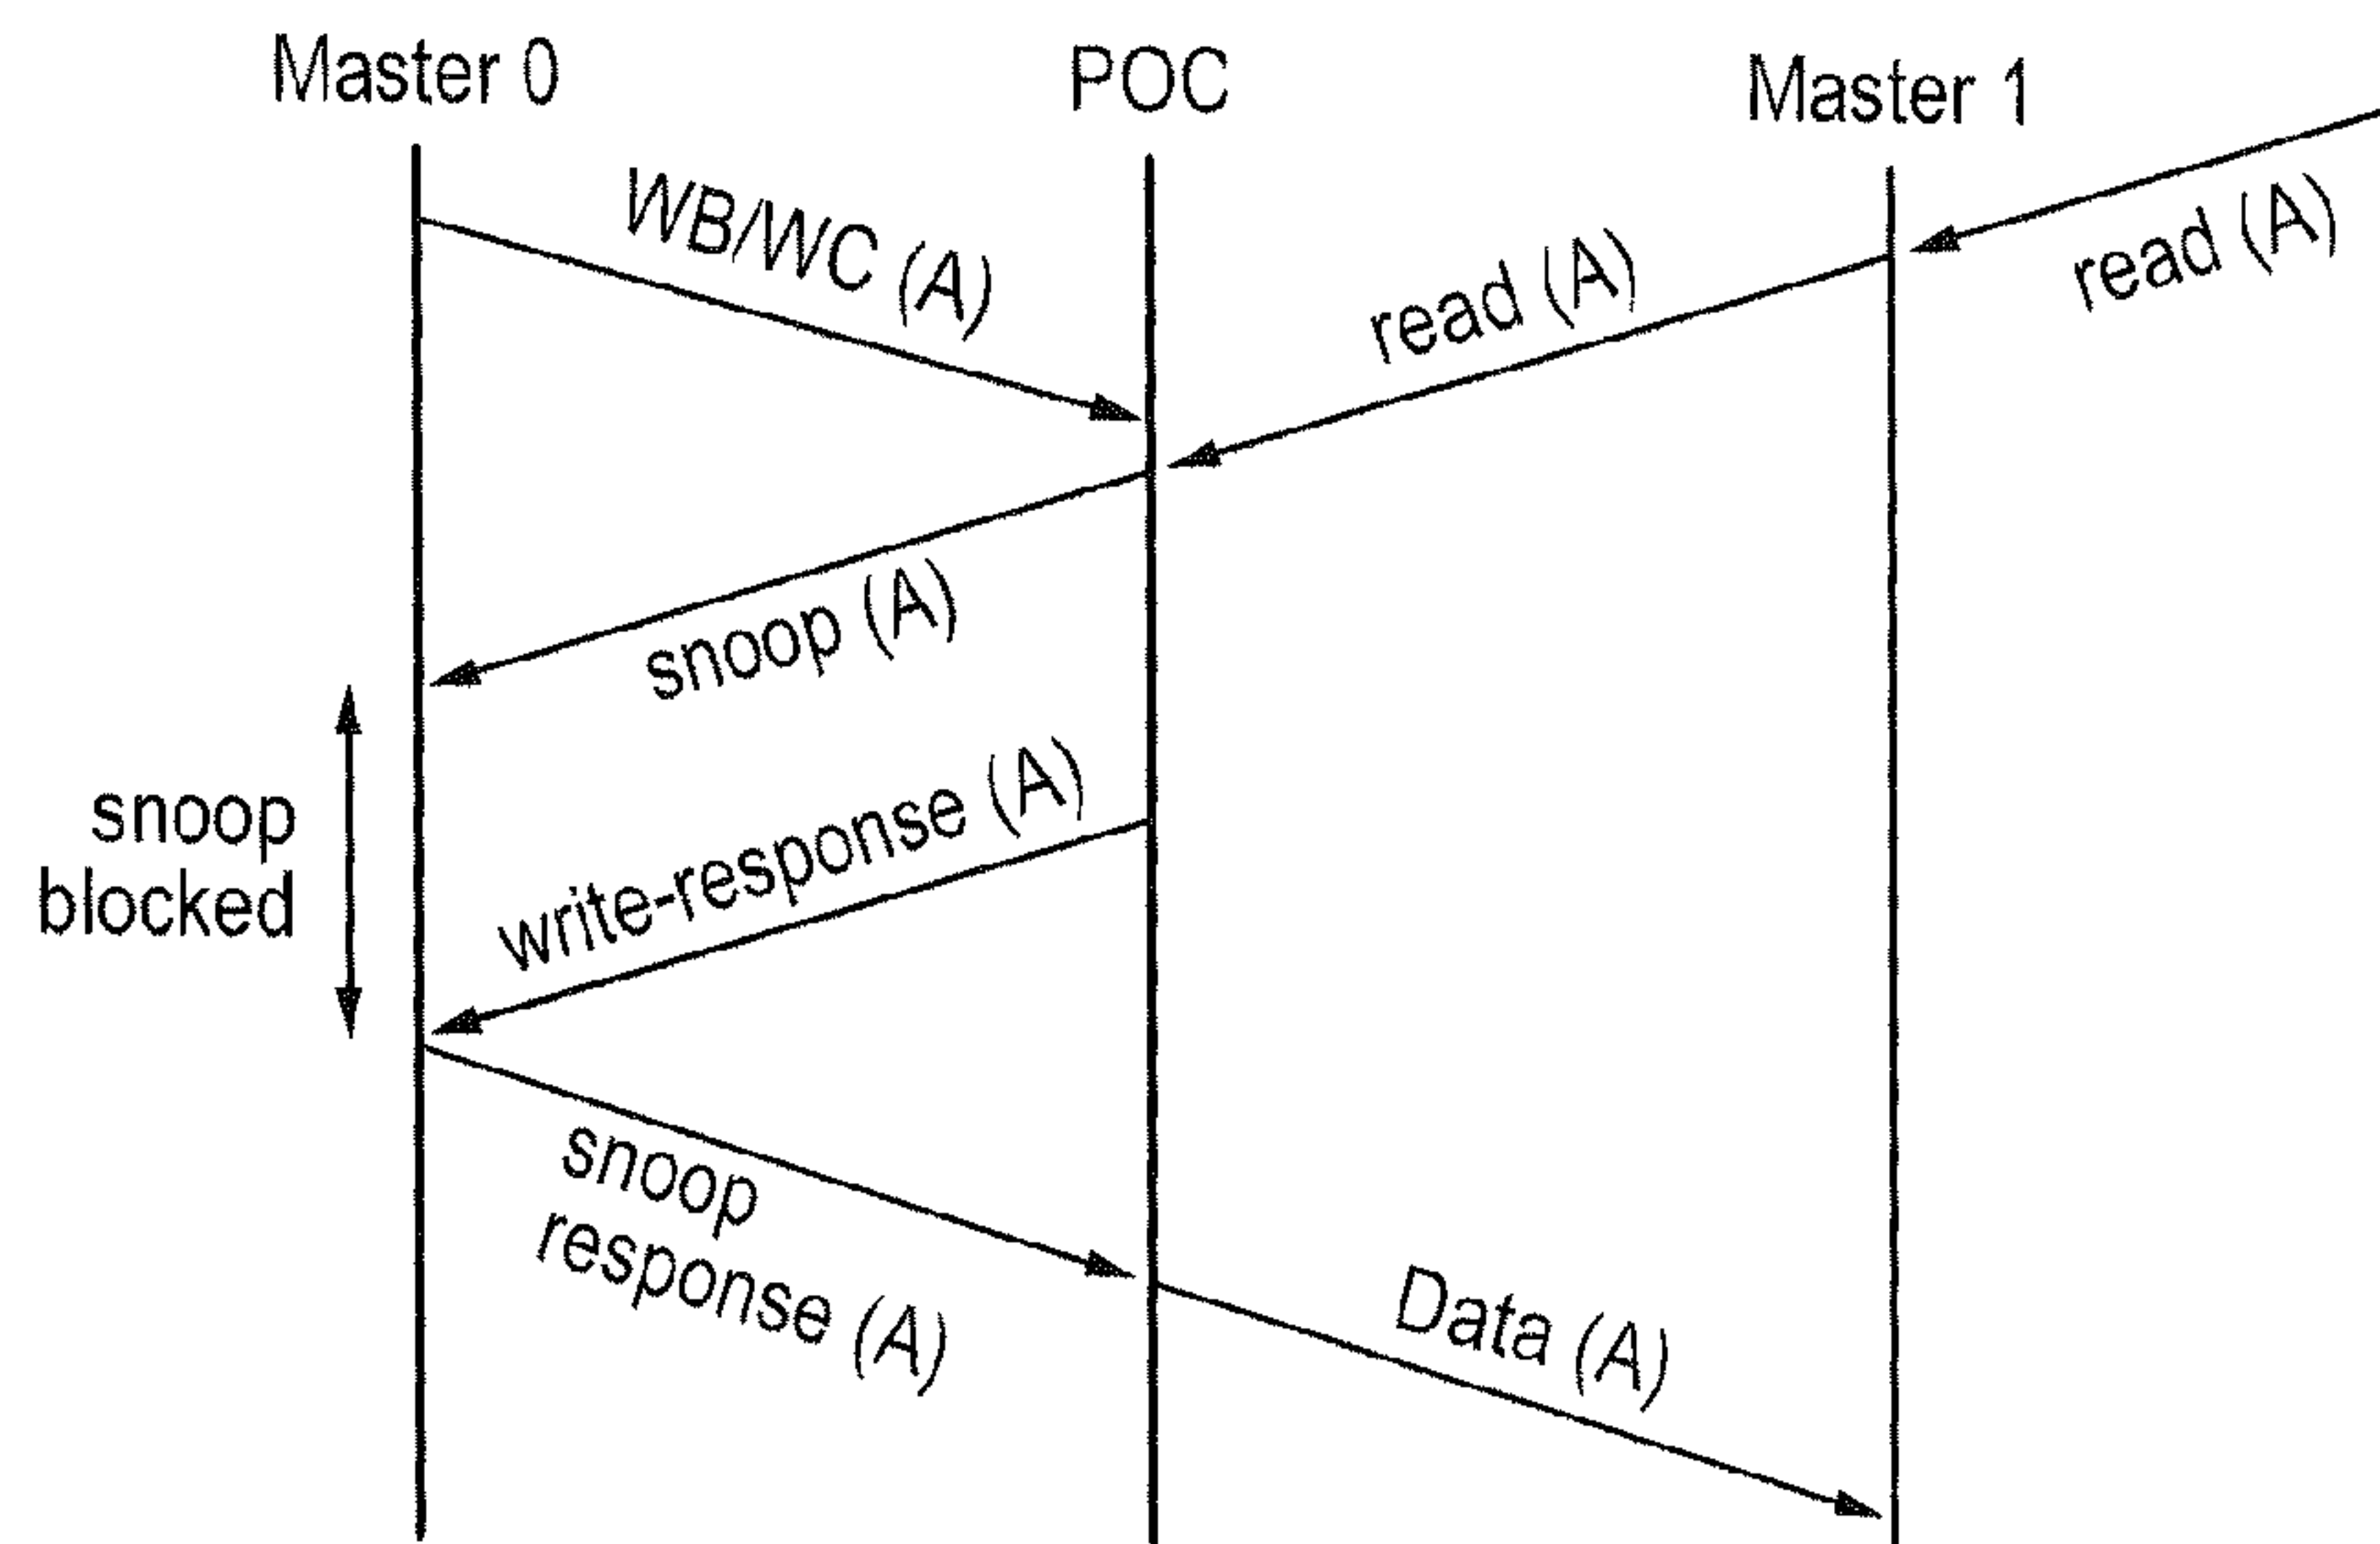 Master 0
POC
Master 1
WB/WC (A)
read (A)
read (A)
snoop (A)
snoop
blocked
write-response (A)
snoop
response (A)
Data (A)